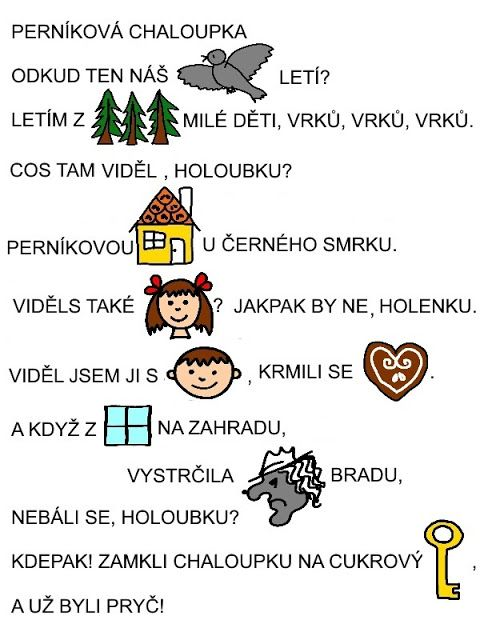 PERNÍKOVÁ CHALOUPKA
ODKUD TEN NÁŠ LETÍ?
LETÍM Z MILÉ DĚTI, VRKŮ, VRKŮ, VRKŮ.
COS TAM VIDĚL , HOLOUBKU?
PERNÍKOVOU U ČERNÉHO SMRKU.
VIDĚLS TAKÉ ? JAKPAK BY NE, HOLENKU.
VIDĚL JSEM JI S , KRMILI SE .
A KDYŽ Z NA ZAHRADU,
VYSTRČILA BRADU,
NEBÁLI SE, HOLOUBKU?
KDEPAK! ZAMKLI CHALOUPKU NA CUKROVÝ ,
A UŽ BYLI PRYČ!